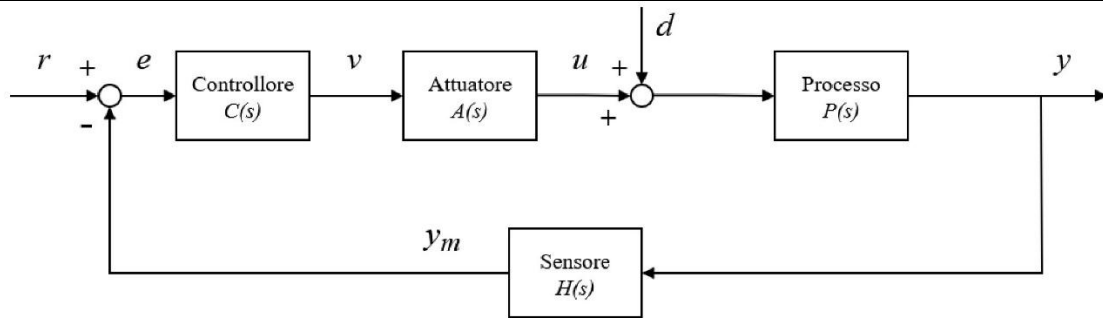 d
r + e Controllore C(s) v Attuatore A(s) u + + Processo P(s) y
-
y_m Sensore H(s)